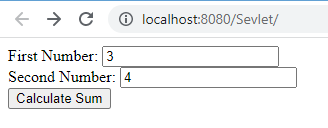 localhost:8080/Sevlet/
First Number: 3
Second Number: 4
Calculate Sum